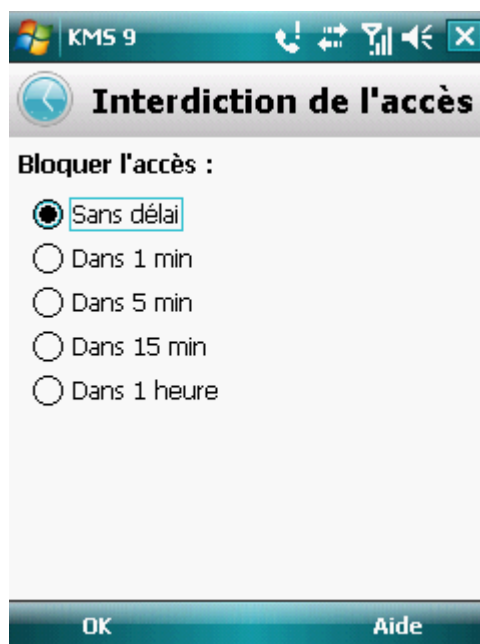 KMS 9
Interdiction de l'accès
Bloquer l'accès :
Sans délai
Dans 1 min
Dans 5 min
Dans 15 min
Dans 1 heure
OK
Aide